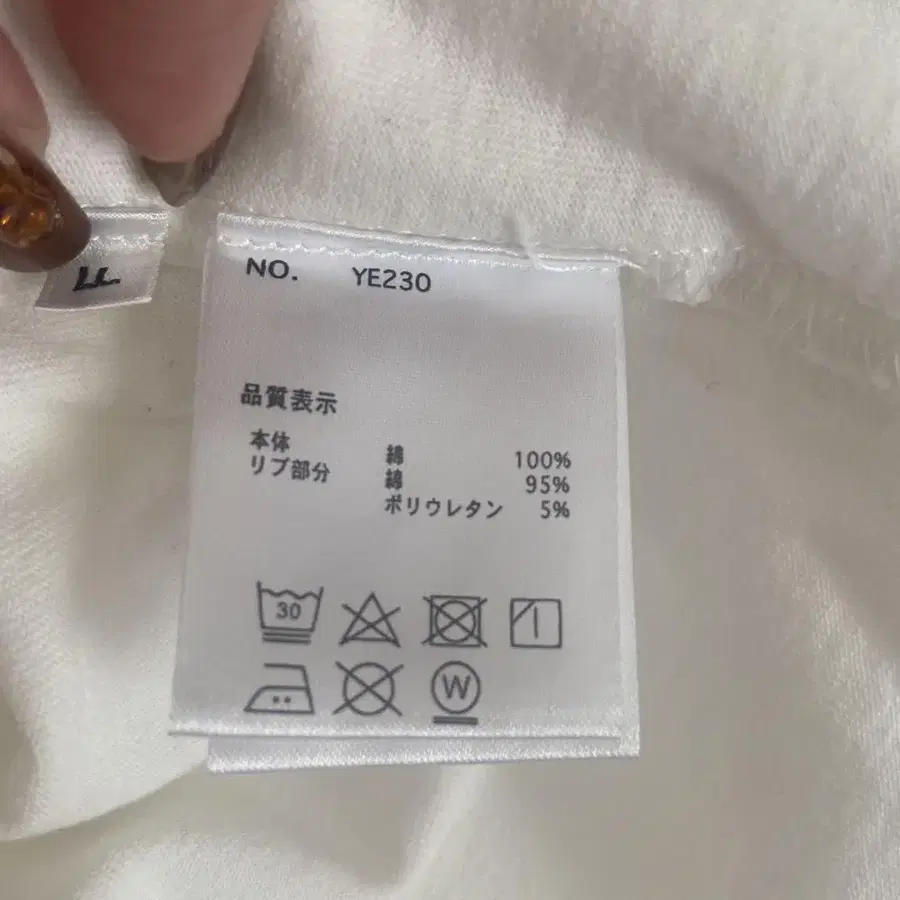 LL
NO. YE230
品質表示
本体 綿 100%
リブ部分 綿 95%
ポリウレタン 5%
30
W